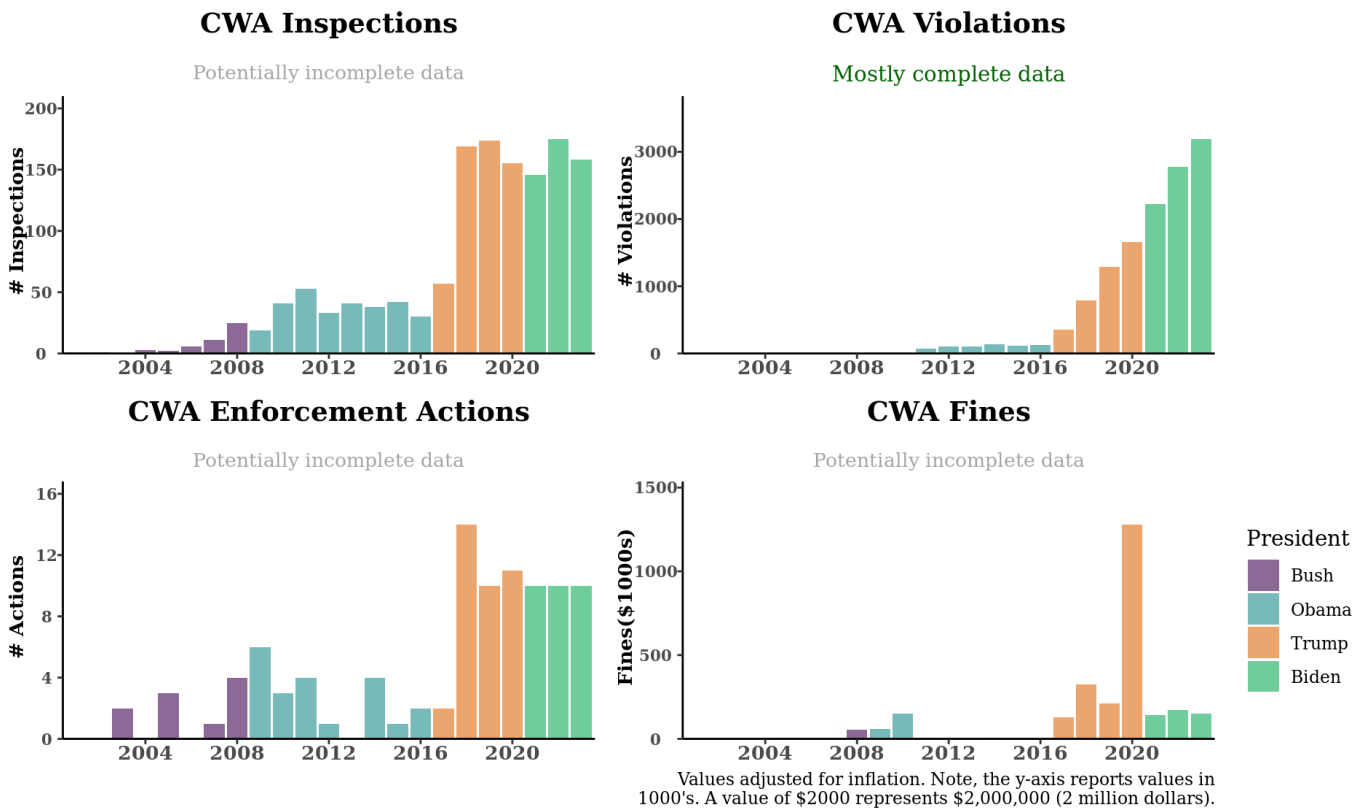 CWA Inspections
Potentially incomplete data
# Inspections
200
150
100
50
0
2004
2008
2012
2016
2020
CWA Violations
Mostly complete data
# Violations
3000
2000
1000
0
2004
2008
2012
2016
2020
CWA Enforcement Actions
Potentially incomplete data
# Actions
16
12
8
4
0
2004
2008
2012
2016
2020
CWA Fines
Potentially incomplete data
Fines($1000s)
1500
1000
500
0
2004
2008
2012
2016
2020
President
Bush
Obama
Trump
Biden
Values adjusted for inflation. Note, the y-axis reports values in
1000's. A value of $2000 represents $2,000,000 (2 million dollars).